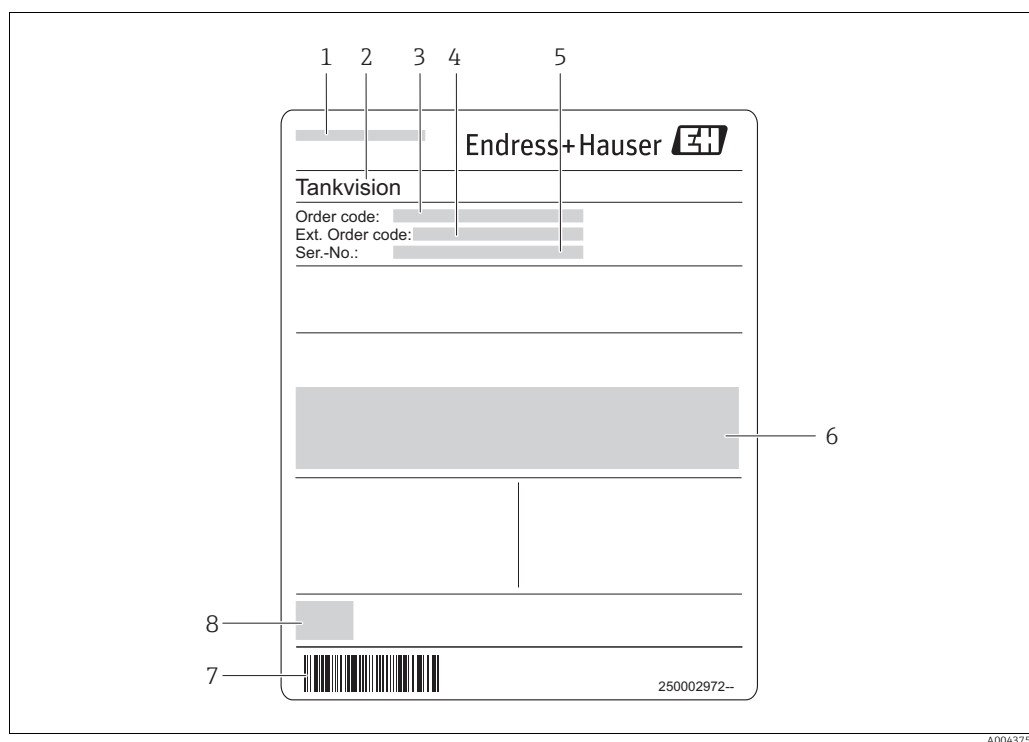 1 2 3 4 5
Endress+Hauser EH
Tankvision
Order code:
Ext. Order code:
Ser.-No.:
6
8
7
250002972--